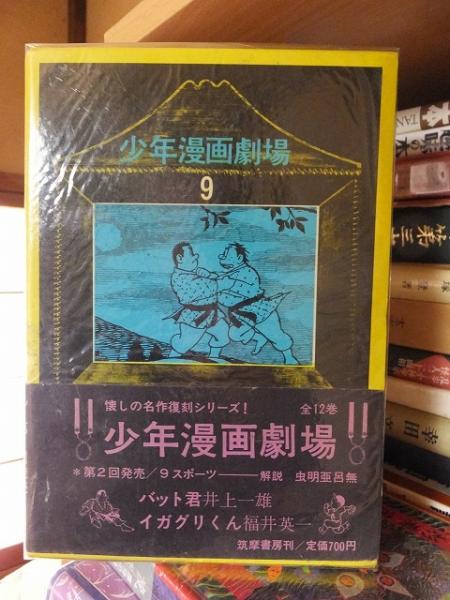 少年漫画劇場
9
懐しの名作復刻シリーズ! 全12巻
!!少年漫画劇場!!
*第2回発売/9スポーツ――解説 虫明亜呂無
バット君井上一雄
イガグリくん福井英一
筑摩書房刊/定価700円